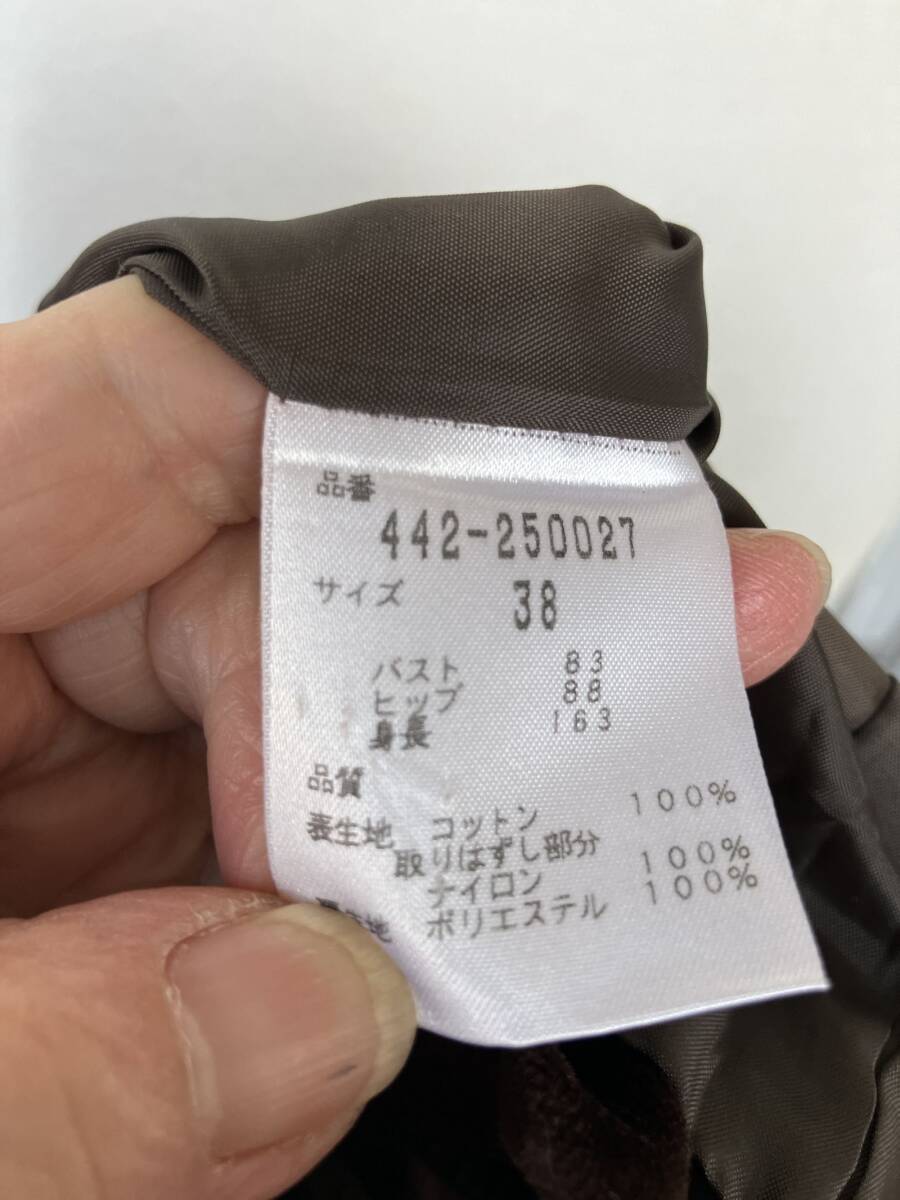 品番
442-250027
サイズ 38
バスト 83
ヒップ 88
身長 163
品質
表生地 コットン 100%
取りはずし部分
ナイロン 100%
地 ポリエステル 100%